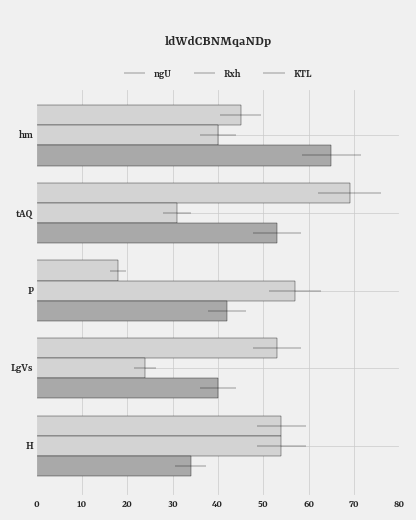 ldWdCBNMqaNDp
ngU Rxh KTL
hm
tAQ
P
LgVs
H
0 10 20 30 40 50 60 70 80